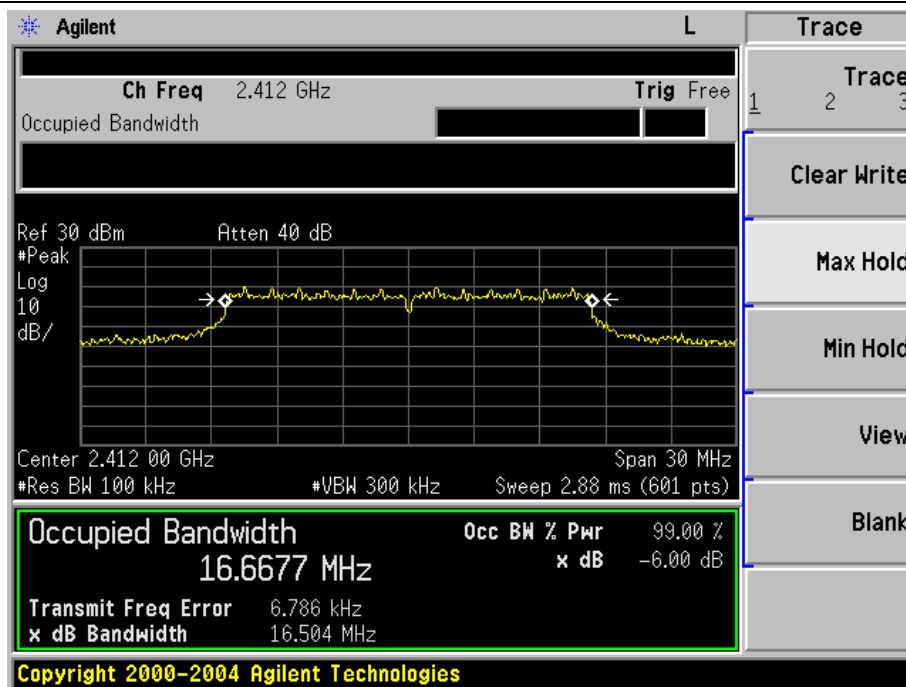 Agilent L Trace
Ch Freq 2.412 GHz Trig Free
Occupied Bandwidth
Trace
1 2 3
Clear Write
Max Hold
Min Hold
View
Blank
Ref 30 dBm Atten 40 dB
#Peak
Log
10
dB/
Center 2.412 00 GHz Span 30 MHz
#Res BW 100 kHz #VBW 300 kHz Sweep 2.88 ms (601 pts)
Occupied Bandwidth Occ BW % Pwr 99.00 %
16.6677 MHz x dB -6.00 dB
Transmit Freq Error 6.786 kHz
x dB Bandwidth 16.504 MHz
Copyright 2000-2004 Agilent Technologies